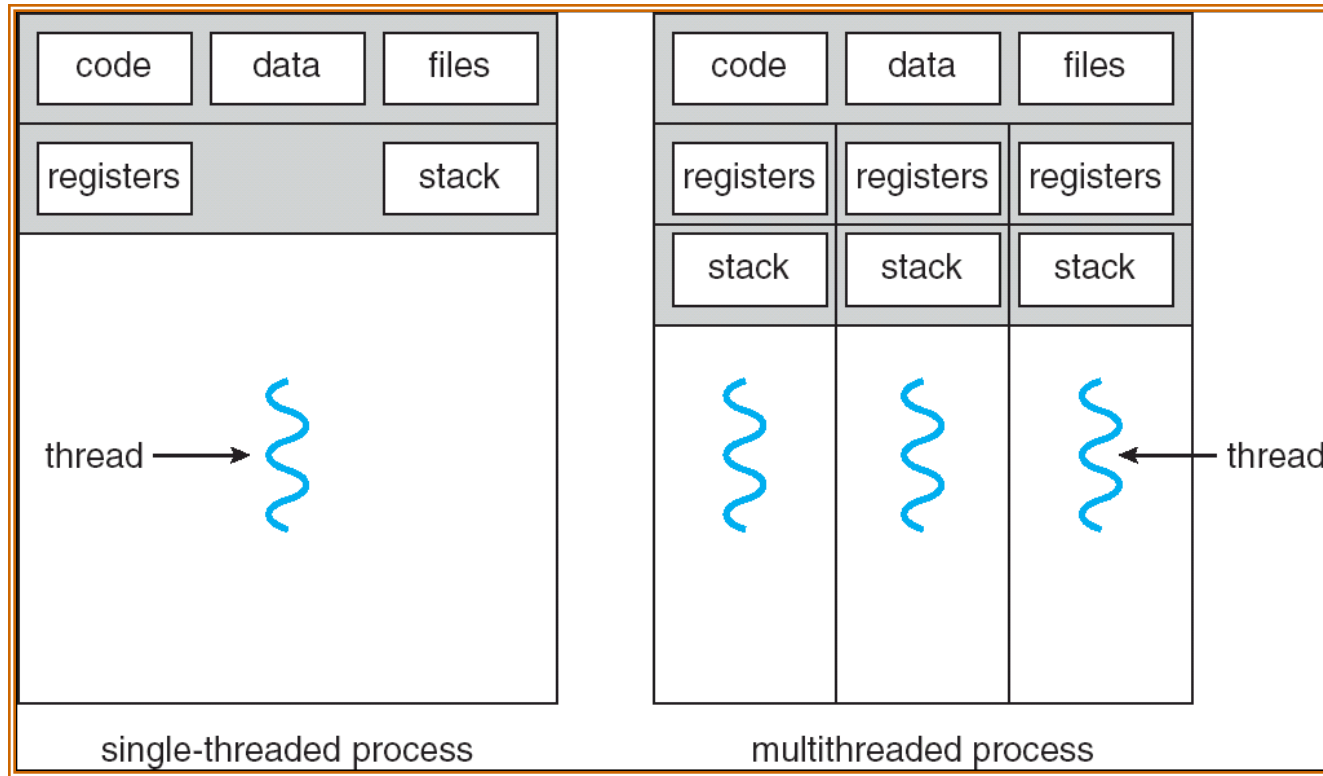 code data files code data files
registers stack registers registers registers
stack stack stack
thread thread
single-threaded process multithreaded process